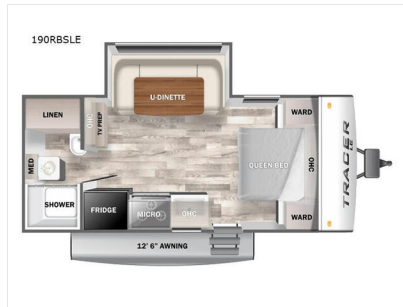 190RBSLE
U-DINETTE
LINEN
OHC
TV PREP
WARD
MED
QUEEN BED
OHC
TRACER
LE
SHOWER
FRIDGE
MICRO
OHC
WARD
12' 6" AWNING